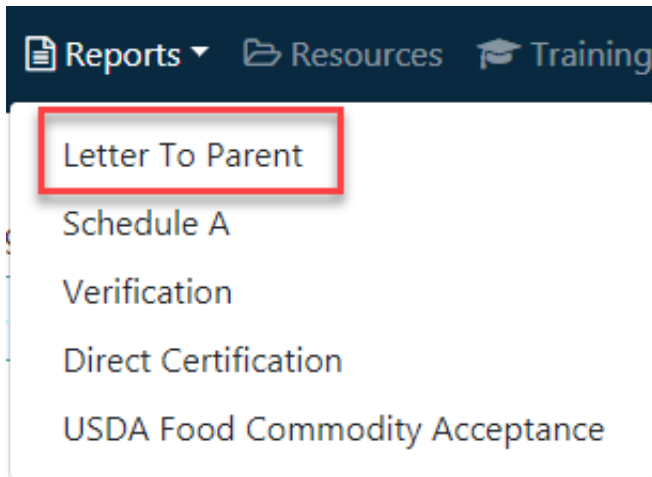 Reports Resources Training
Letter To Parent
Schedule A
Verification
Direct Certification
USDA Food Commodity Acceptance